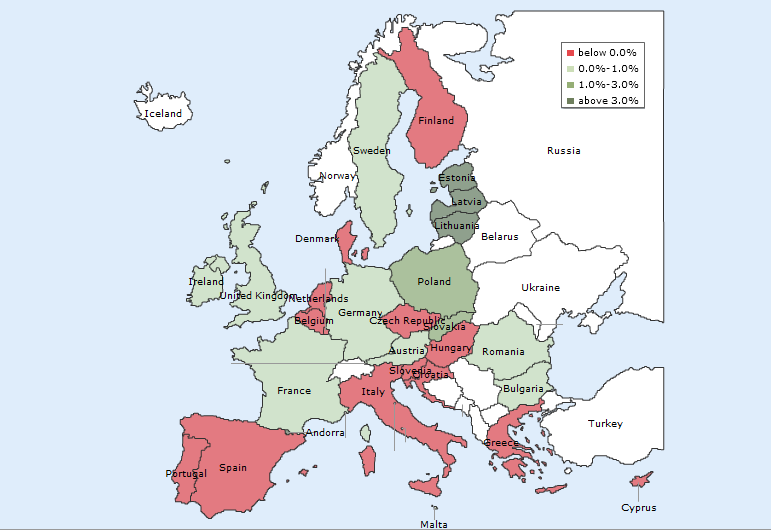 below 0.0%
0.0%-1.0%
1.0%-3.0%
above 3.0%
Iceland
Finland
Sweden
Russia
Norway
Estonia
Latvia
Lithuania
Denmark
Belarus
Ireland
United Kingdom
Netherlands
Poland
Ukraine
Belgium
Germany
Czech Republic
Slovakia
Austria
Hungary
Romania
Slovenia
Croatia
France
Italy
Bulgaria
Andorra
Greece
Turkey
Portugal
Spain
Cyprus
Malta